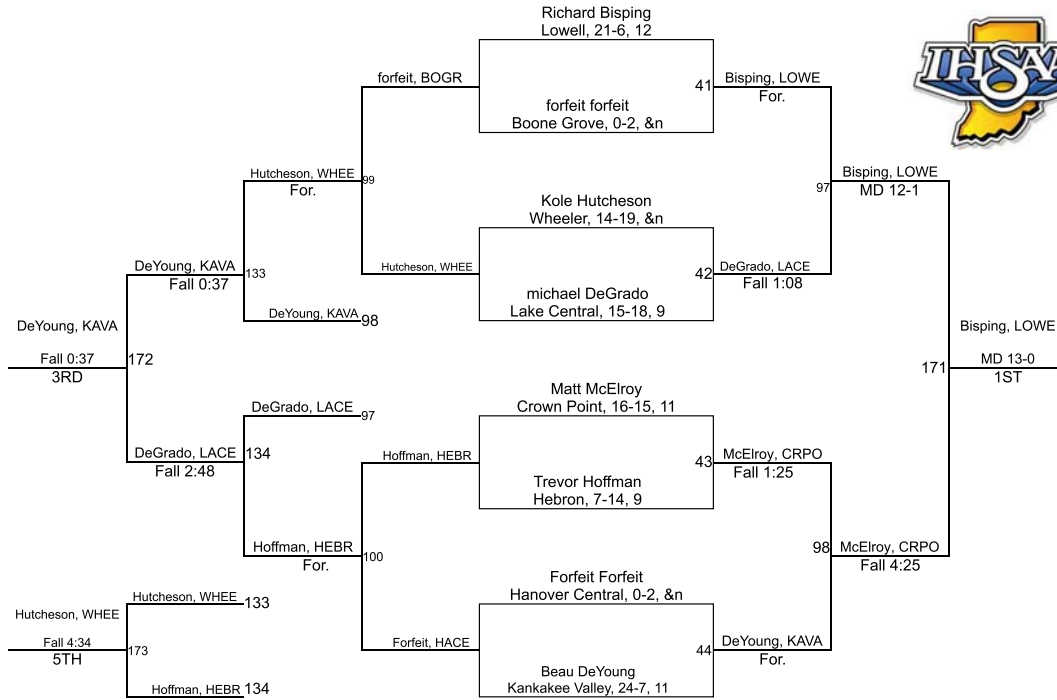 Richard Bisping
Lowell, 21-6, 12
IHSAA
forfeit, BOGR
41
Bisping, LOWE
For.
forfeit forfeit
Boone Grove, 0-2, &n
Hutcheson, WHEE
For.
99
97
Bisping, LOWE
MD 12-1
Kole Hutcheson
Wheeler, 14-19, &n
DeYoung, KAVA
Fall 0:37
133
Hutcheson, WHEE
42
DeGrado, LACE
Fall 1:08
michael DeGrado
Lake Central, 15-18, 9
DeYoung, KAVA
98
DeYoung, KAVA
Fall 0:37
3RD
172
Bisping, LOWE
171
MD 13-0
1ST
Matt McElroy
Crown Point, 16-15, 11
DeGrado, LACE
97
DeGrado, LACE
Fall 2:48
134
Hoffman, HEBR
43
McElroy, CRPO
Fall 1:25
Trevor Hoffman
Hebron, 7-14, 9
Hoffman, HEBR
For.
100
98
McElroy, CRPO
Fall 4:25
Forfeit Forfeit
Hanover Central, 0-2, &n
Hutcheson, WHEE
133
Hutcheson, WHEE
Fall 4:34
5TH
173
Forfeit, HACE
44
DeYoung, KAVA
For.
Beau DeYoung
Kankakee Valley, 24-7, 11
Hoffman, HEBR
134